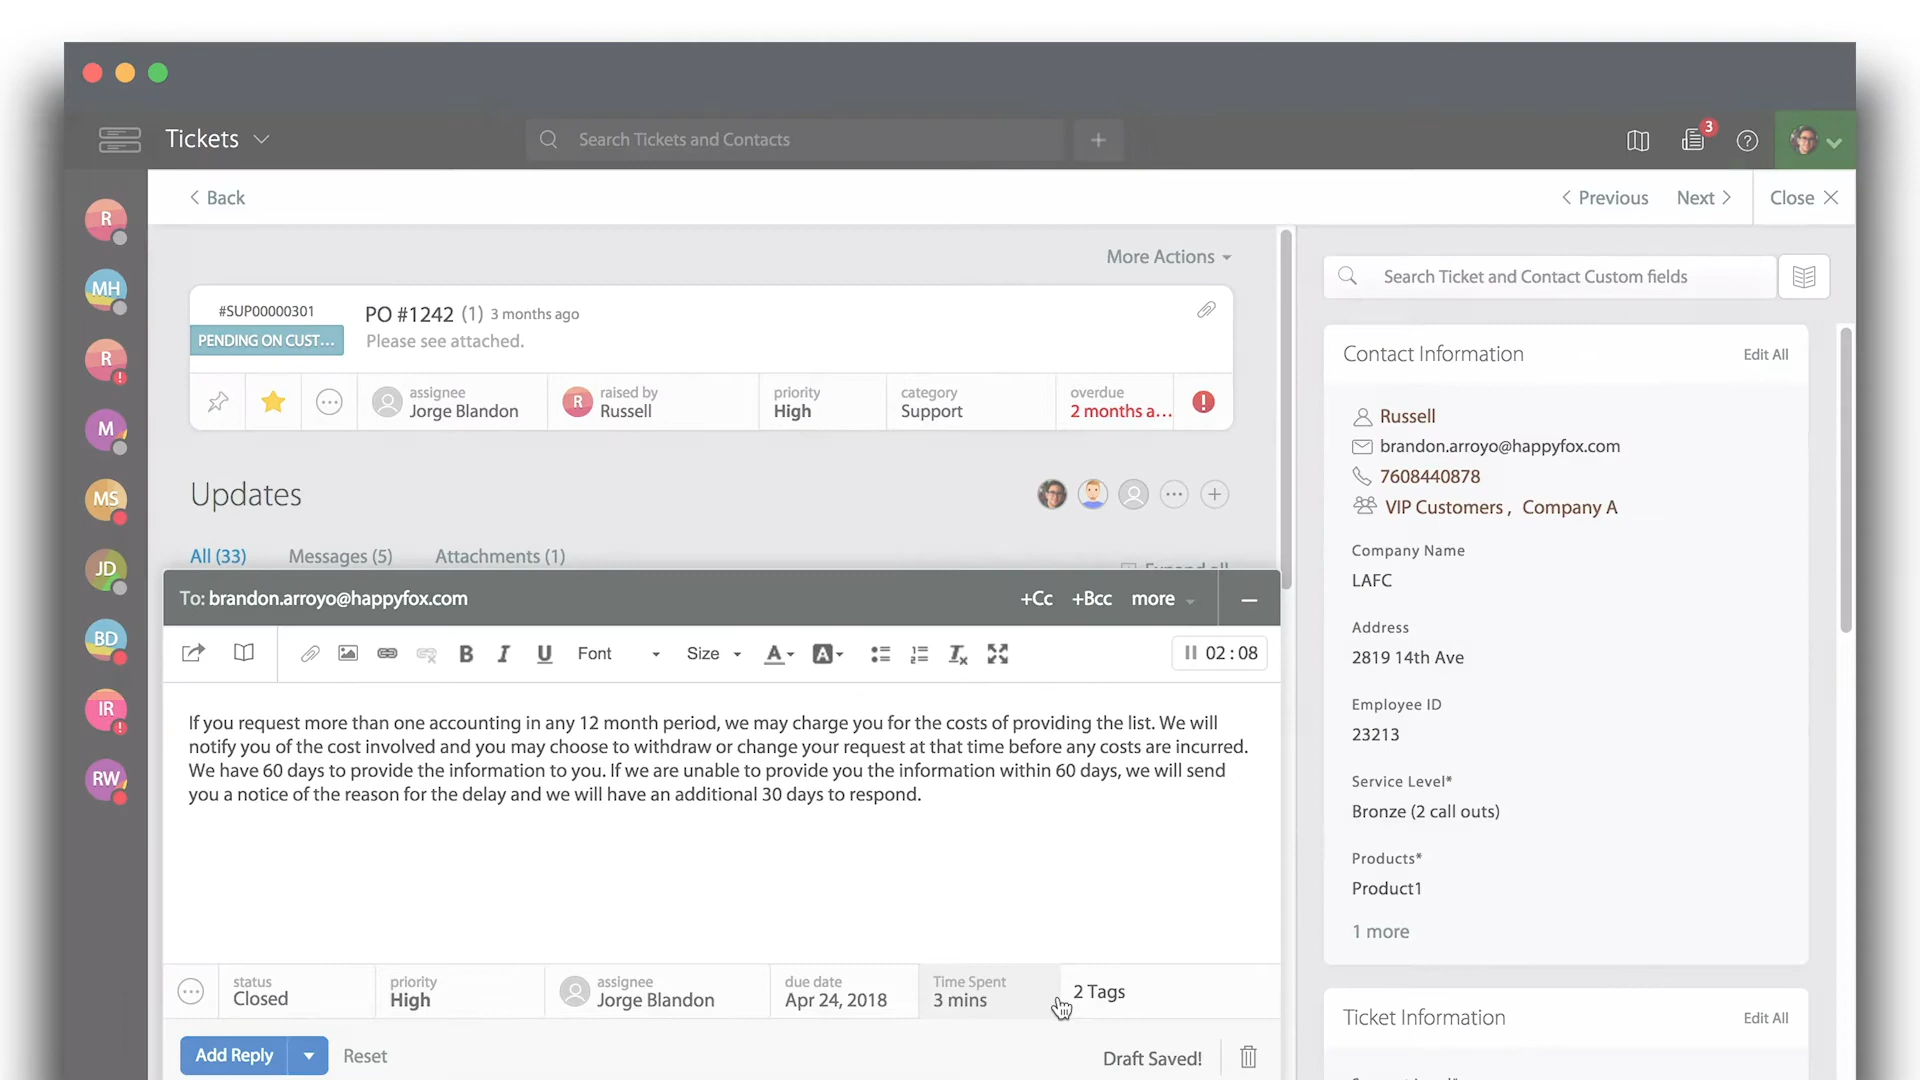 Tickets
Search Tickets and Contacts
3
Back
Previous
Next
Close
R
MH
R
M
MS
JD
BD
IR
RW
More Actions
#SUP00000301
PENDING ON CUST...
PO #1242 (1) 3 months ago
Please see attached.
assignee
Jorge Blandon
R
raised by
Russell
priority
High
category
Support
overdue
2 months a...
Updates
All (33)
Messages (5)
Attachments (1)
Expand all
To: brandon.arroyo@happyfox.com
+Cc
+Bcc
more
B
I
U
Font
Size
A
A
02 : 08
If you request more than one accounting in any 12 month period, we may charge you for the costs of providing the list. We will
notify you of the cost involved and you may choose to withdraw or change your request at that time before any costs are incurred.
We have 60 days to provide the information to you. If we are unable to provide you the information within 60 days, we will send
you a notice of the reason for the delay and we will have an additional 30 days to respond.
status
Closed
priority
High
assignee
Jorge Blandon
due date
Apr 24, 2018
Time Spent
3 mins
2 Tags
Add Reply
Reset
Draft Saved!
Search Ticket and Contact Custom fields
Contact Information
Edit All
Russell
brandon.arroyo@happyfox.com
7608440878
VIP Customers , Company A
Company Name
LAFC
Address
2819 14th Ave
Employee ID
23213
Service Level*
Bronze (2 call outs)
Products*
Product1
1 more
Ticket Information
Edit All